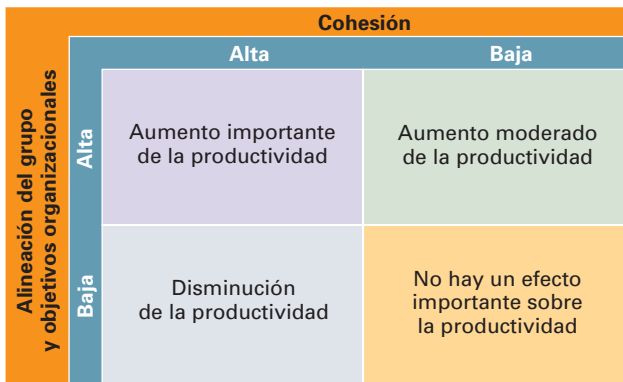 Cohesión
Alta
Baja
Alineación del grupo
y objetivos organizacionales
Alta
Aumento importante
de la productividad
Aumento moderado
de la productividad
Baja
Disminución
de la productividad
No hay un efecto
importante sobre
la productividad